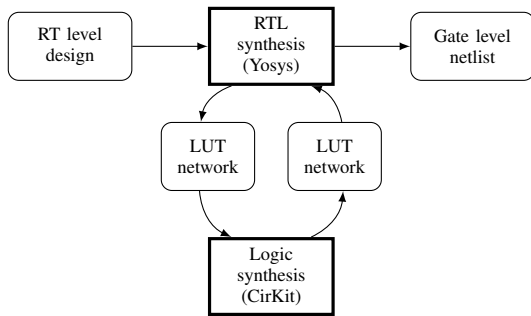 RT level
design
RTL
synthesis
(Yosys)
Gate level
netlist
LUT
network
LUT
network
Logic
synthesis
(CirKit)